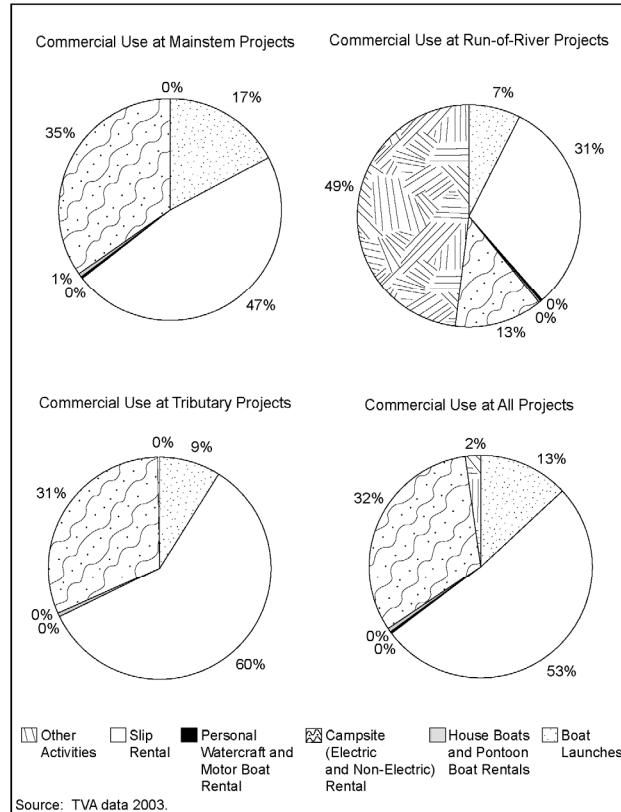 Commercial Use at Mainstem Projects
0%
17%
35%
1%
0%
47%
Commercial Use at Run-of-River Projects
7%
31%
49%
0%
0%
13%
Commercial Use at Tributary Projects
0%
9%
31%
0%
0%
60%
Commercial Use at All Projects
2%
13%
32%
0%
0%
53%
Other
Activities
Slip
Rental
Personal
Watercraft and
Motor Boat
Rental
Campsite
(Electric
and Non-Electric)
Rental
House Boats
and Pontoon
Boat Rentals
Boat
Launches
Source: TVA data 2003.